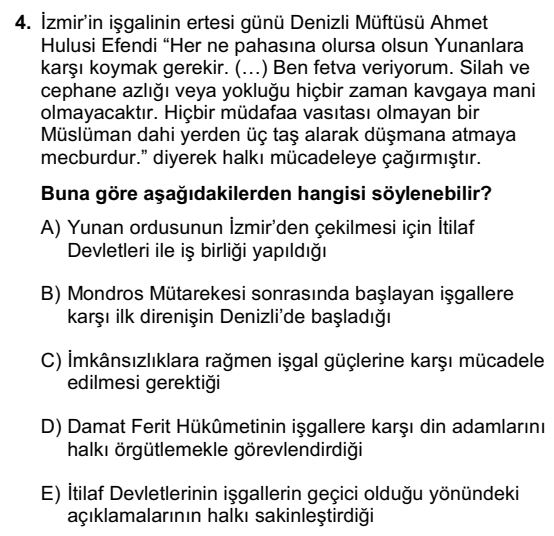 4. İzmir’in işgalinin ertesi günü Denizli Müftüsü Ahmet
Hulusi Efendi “Her ne pahasına olursa olsun Yunanlara
karşı koymak gerekir. (…) Ben fetva veriyorum. Silah ve
cephane azlığı veya yokluğu hiçbir zaman kavgaya mani
olmayacaktır. Hiçbir müdafaa vasıtası olmayan bir
Müslüman dahi yerden üç taş alarak düşmana atmaya
mecburdur.” diyerek halkı mücadeleye çağırmıştır.
Buna göre aşağıdakilerden hangisi söylenebilir?
A) Yunan ordusunun İzmir’den çekilmesi için İtilaf
Devletleri ile iş birliği yapıldığı
B) Mondros Mütarekesi sonrasında başlayan işgallere
karşı ilk direnişin Denizli’de başladığı
C) İmkânsızlıklara rağmen işgal güçlerine karşı mücadele
edilmesi gerektiği
D) Damat Ferit Hükûmetinin işgallere karşı din adamlarını
halkı örgütlemekle görevlendirdiği
E) İtilaf Devletlerinin işgallerin geçici olduğu yönündeki
açıklamalarının halkı sakinleştirdiği